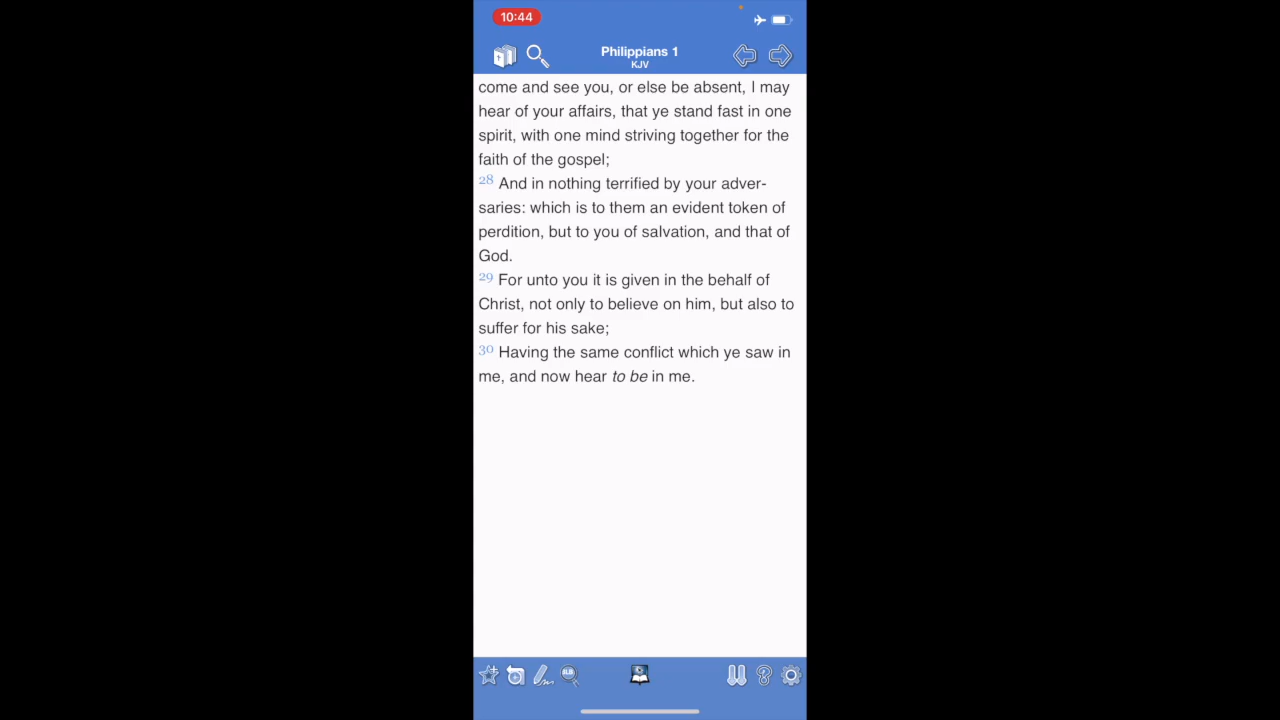 10:44
Philippians 1
KJV
come and see you, or else be absent, I may
hear of your affairs, that ye stand fast in one
spirit, with one mind striving together for the
faith of the gospel;
28 And in nothing terrified by your adver-
saries: which is to them an evident token of
perdition, but to you of salvation, and that of
God.
29 For unto you it is given in the behalf of
Christ, not only to believe on him, but also to
suffer for his sake;
30 Having the same conflict which ye saw in
me, and now hear to be in me.